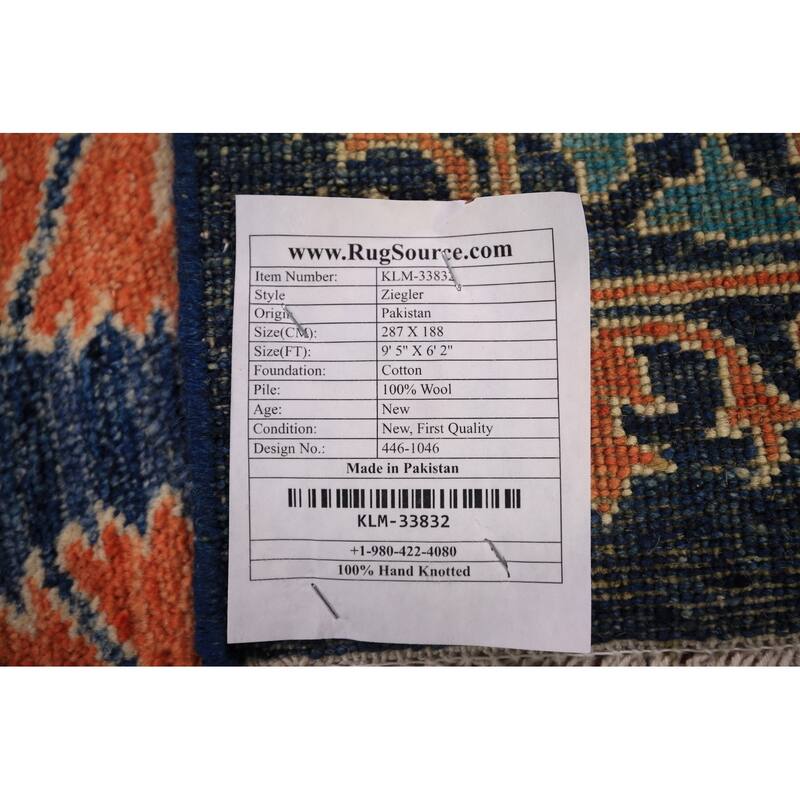 www.RugSource.com
Item Number: KLM-33832
Style Ziegler
Origin Pakistan
Size(CM): 287 X 188
Size(FT): 9' 5" X 6' 2"
Foundation: Cotton
Pile: 100% Wool
Age: New
Condition: New, First Quality
Design No.: 446-1046
Made in Pakistan
KLM-33832
+1-980-422-4080
100% Hand Knotted